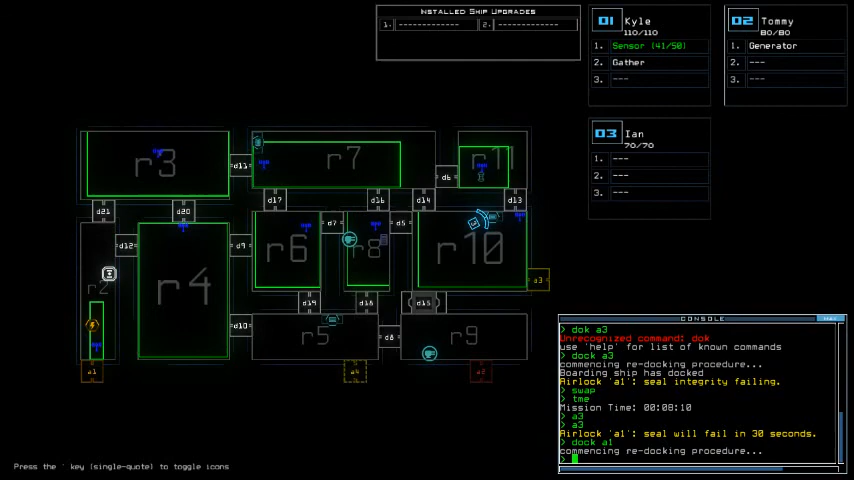 INSTALLED SHIP UPGRADES
1. ------------- 2. -------------
01 Kyle
110/110
1. Sensor (41/50)
2. Gather
3. ---
02 Tommy
80/80
1. Generator
2. ---
3. ---
03 Ian
70/70
1. ---
2. ---
3. ---
r3
r7
r11
d11
d6
d21
d20
d17
d16
d14
d13
r2
d12
r4
d9
r6
d7
r8
d5
r10
a3
d19
d18
d15
d10
r5
d8
r9
a1
a4
a2
CONSOLE
> dok a3
Unrecognized command: dok
use 'help' for list of known commands
> dock a3
commencing re-docking procedure...
Boarding ship has docked
Airlock 'a1': seal integrity failing.
> swap
> tme
Mission Time: 00:08:10
> a3
> a3
Airlock 'a1': seal will fail in 30 seconds.
> dock a1
commencing re-docking procedure...
>
Press the ' key (single-quote) to toggle icons